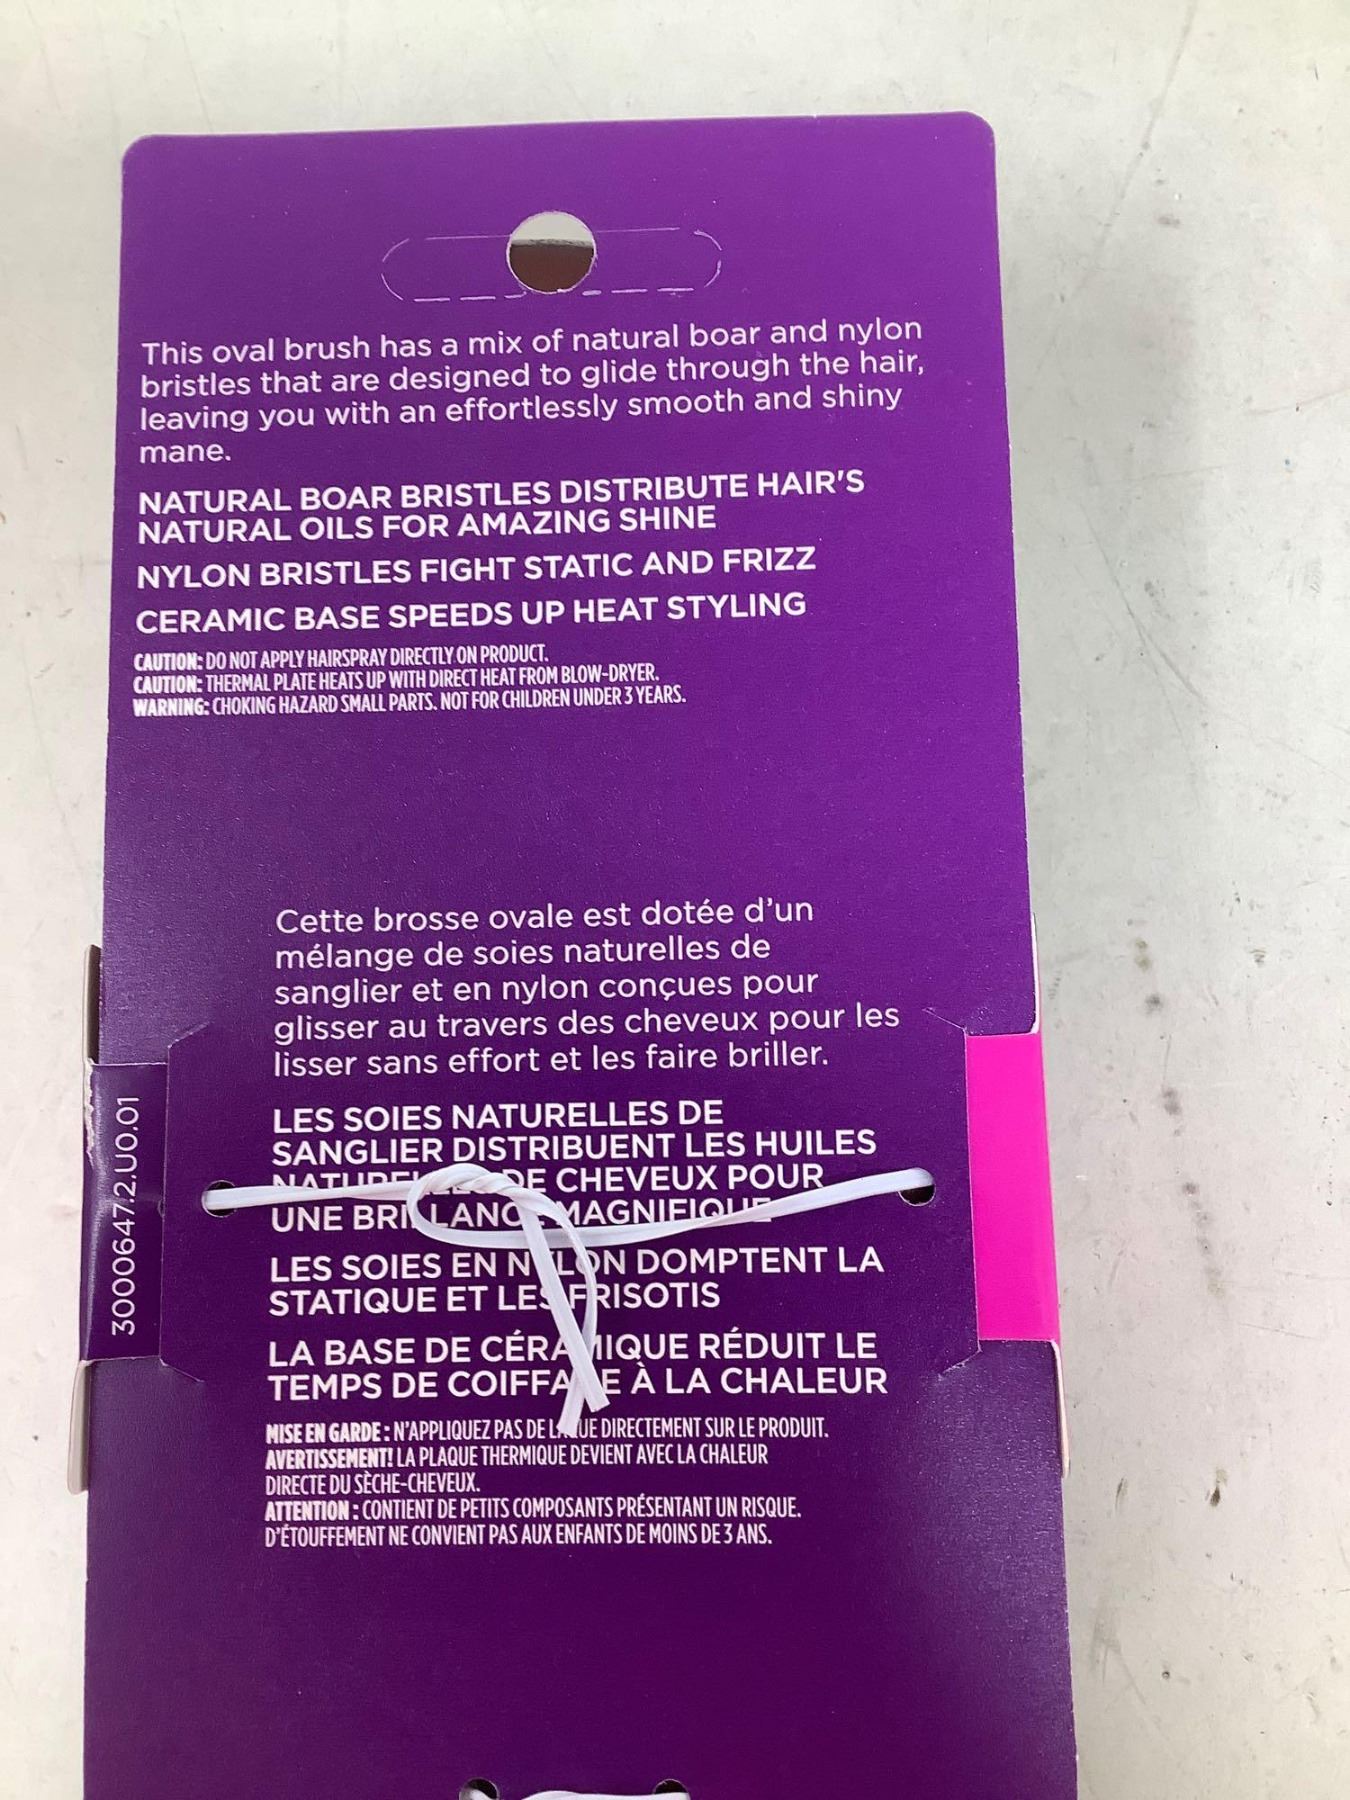 This oval brush has a mix of natural boar and nylon
bristles that are designed to glide through the hair,
leaving you with an effortlessly smooth and shiny
mane.
NATURAL BOAR BRISTLES DISTRIBUTE HAIR'S
NATURAL OILS FOR AMAZING SHINE
NYLON BRISTLES FIGHT STATIC AND FRIZZ
CERAMIC BASE SPEEDS UP HEAT STYLING
CAUTION: DO NOT APPLY HAIRSPRAY DIRECTLY ON PRODUCT.
CAUTION: THERMAL PLATE HEATS UP WITH DIRECT HEAT FROM BLOW-DRYER.
WARNING: CHOKING HAZARD SMALL PARTS. NOT FOR CHILDREN UNDER 3 YEARS.
Cette brosse ovale est dotée d'un
mélange de soies naturelles de
sanglier et en nylon conçues pour
glisser au travers des cheveux pour les
lisser sans effort et les faire briller.
LES SOIES NATURELLES DE
SANGLIER DISTRIBUENT LES HUILES
NATURELLES DE CHEVEUX POUR
UNE BRILLANCE MAGNIFIQUE
LES SOIES EN NYLON DOMPTENT LA
STATIQUE ET LES FRISOTIS
LA BASE DE CÉRAMIQUE RÉDUIT LE
TEMPS DE COIFFAGE À LA CHALEUR
MISE EN GARDE : N'APPLIQUEZ PAS DE LAQUE DIRECTEMENT SUR LE PRODUIT.
AVERTISSEMENT! LA PLAQUE THERMIQUE DEVIENT AVEC LA CHALEUR
DIRECTE DU SÈCHE-CHEVEUX.
ATTENTION : CONTIENT DE PETITS COMPOSANTS PRÉSENTANT UN RISQUE.
D'ÉTOUFFEMENT NE CONVIENT PAS AUX ENFANTS DE MOINS DE 3 ANS.
3000647.2.U0.01